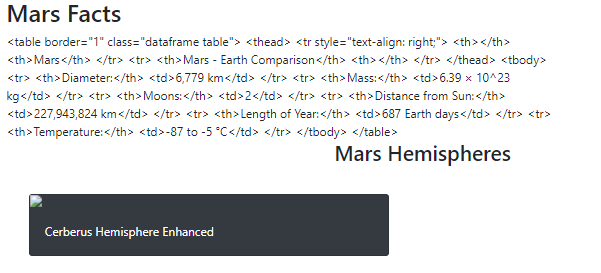 Mars Facts
<table border="1" class="dataframe table"> <thead> <tr style="text-align: right;"> <th></th>
<th>Mars</th> </tr> <tr> <th>Mars - Earth Comparison</th> <th></th> </tr> </thead> <tbody>
<tr> <th>Diameter:</th> <td>6,779 km</td> </tr> <tr> <th>Mass:</th> <td>6.39 × 10^23
kg</td> </tr> <tr> <th>Moons:</th> <td>2</td> </tr> <tr> <th>Distance from Sun:</th>
<td>227,943,824 km</td> </tr> <tr> <th>Length of Year:</th> <td>687 Earth days</td> </tr> <tr>
<th>Temperature:</th> <td>-87 to -5 °C</td> </tr> </tbody> </table>
Mars Hemispheres
Cerberus Hemisphere Enhanced